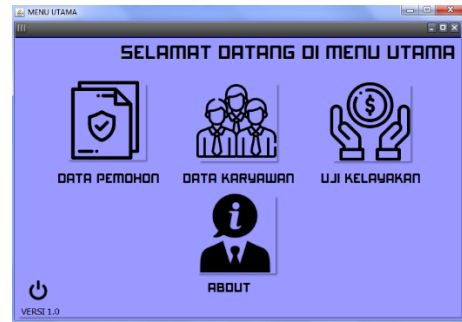 MENU UTAMA
SELAMAT DATANG DI MENU UTAMA
DATA PEMOHON
DATA KARYAWAN
UJI KELAYAKAN
ABOUT
VERSI 1.0